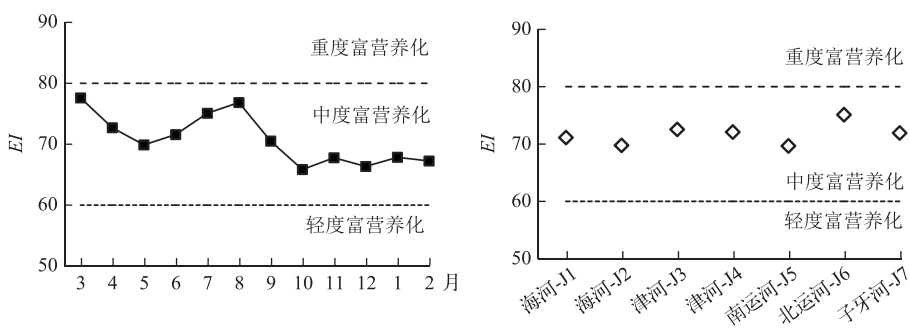 90
80
70
60
50
EI
重度富营养化
中度富营养化
轻度富营养化
3 4 5 6 7 8 9 10 11 12 1 2 月
90
80
70
60
50
EI
重度富营养化
中度富营养化
轻度富营养化
海河-J1
海河-J2
津河-J3
津河-J4
南运河-J5
北运河-J6
子牙河-J7